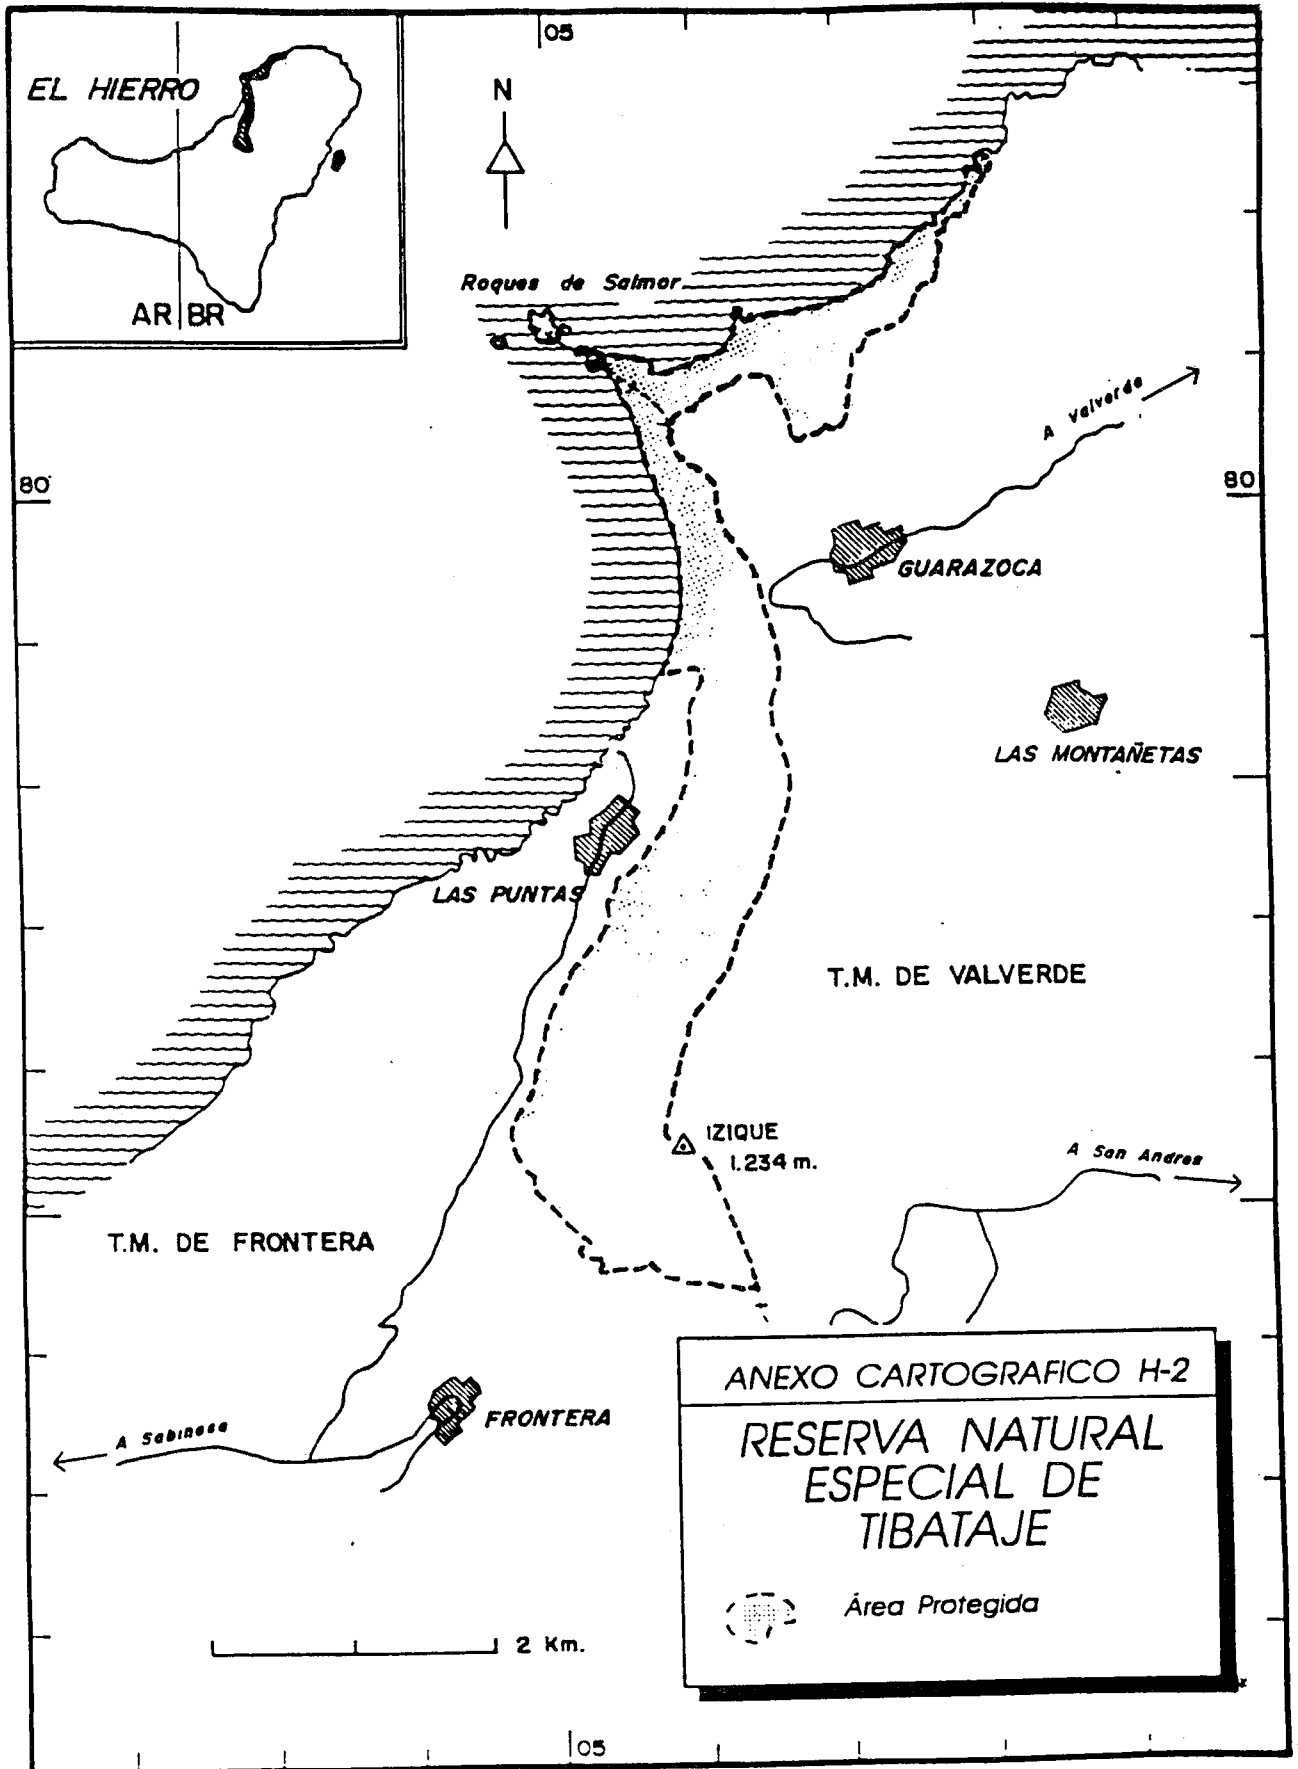 05
EL HIERRO
N
AR BR
Roques de Salmor
A Valverde
80
80
GUARAZOCA
LAS MONTAÑETAS
LAS PUNTAS
T.M. DE VALVERDE
IZIQUE
1.234 m.
A San Andres
T.M. DE FRONTERA
ANEXO CARTOGRAFICO H-2
RESERVA NATURAL
ESPECIAL DE
TIBATAJE
Área Protegida
FRONTERA
A Sabinosa
2 Km.
05